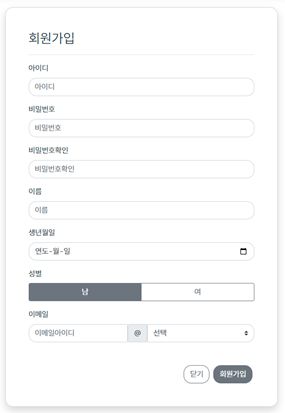 회원가입
아이디
아이디
비밀번호
비밀번호
비밀번호확인
비밀번호확인
이름
이름
생년월일
연도-월-일
성별
남 여
이메일
이메일아이디 @ 선택
닫기 회원가입